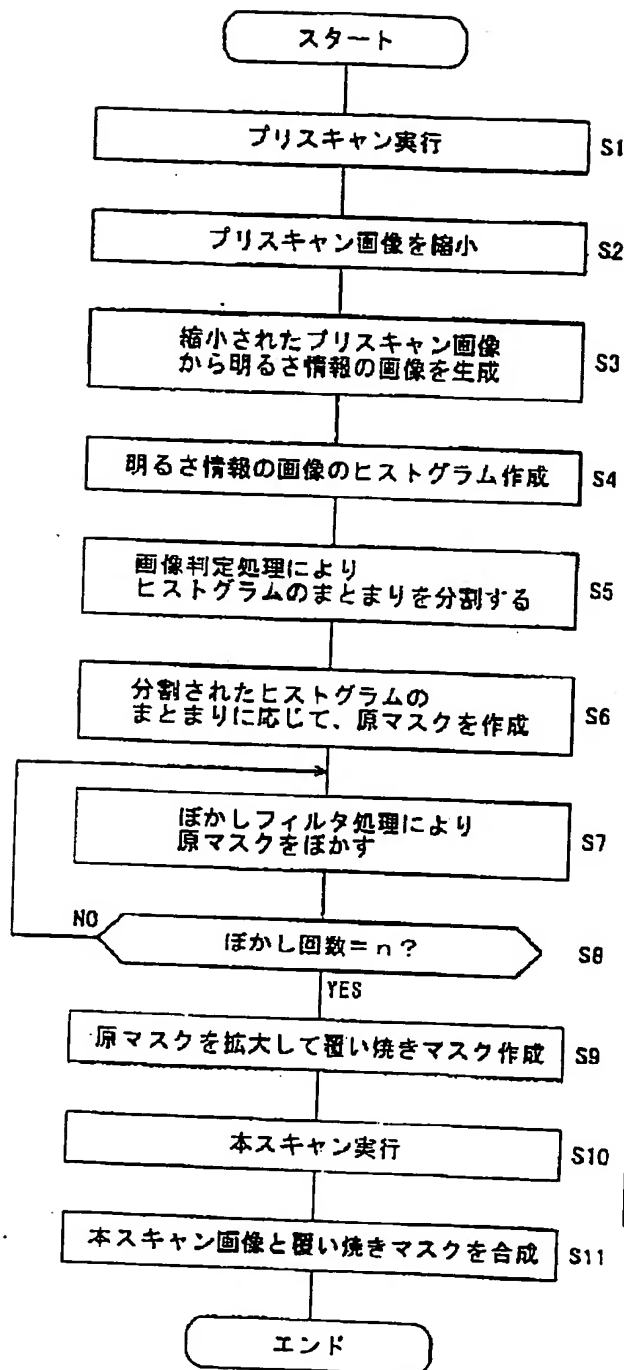 スタート
プリスキャン実行
S1
プリスキャン画像を縮小
S2
縮小されたプリスキャン画像
から明るさ情報の画像を生成
S3
明るさ情報の画像のヒストグラム作成
S4
画像判定処理により
ヒストグラムのまとまりを分割する
S5
分割されたヒストグラムの
まとまりに応じて、原マスクを作成
S6
ぼかしフィルタ処理により
原マスクをぼかす
S7
NO
ぼかし回数=n?
S8
YES
原マスクを拡大して覆い焼きマスク作成
S9
本スキャン実行
S10
本スキャン画像と覆い焼きマスクを合成
S11
エンド